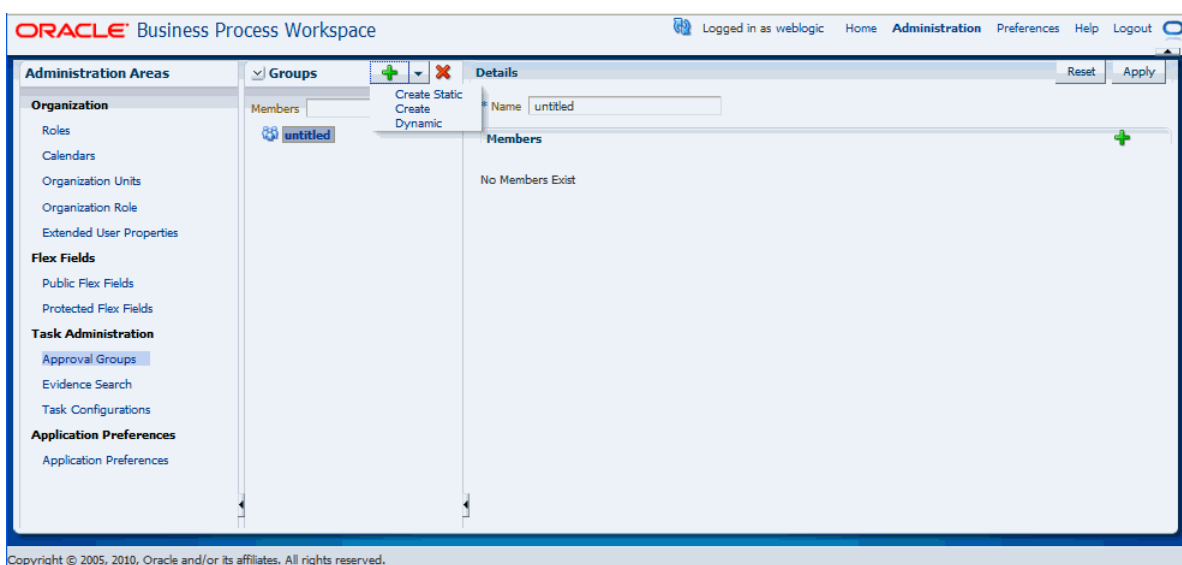 ORACLE Business Process Workspace
Logged in as weblogic Home Administration Preferences Help Logout
Administration Areas
Organization
Roles
Calendars
Organization Units
Organization Role
Extended User Properties
Flex Fields
Public Flex Fields
Protected Flex Fields
Task Administration
Approval Groups
Evidence Search
Task Configurations
Application Preferences
Application Preferences
Groups
Create Static
Create
Dynamic
Members
untitled
Details
Reset Apply
* Name untitled
Members
No Members Exist
Copyright © 2005, 2010, Oracle and/or its affiliates. All rights reserved.